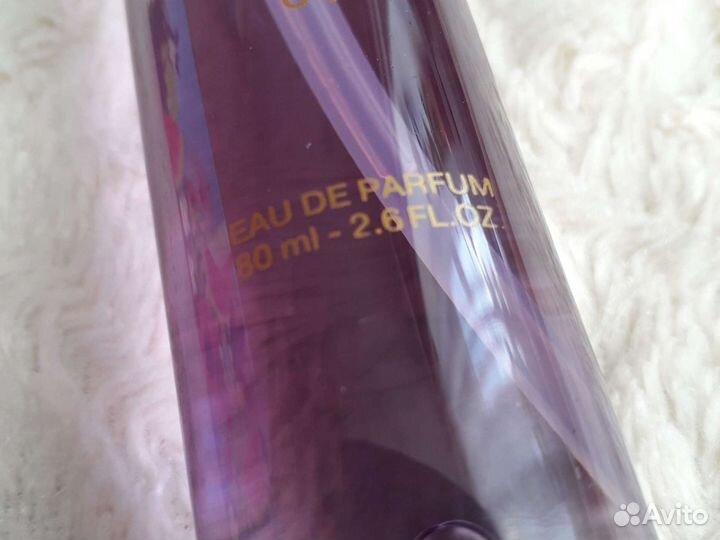 EAU DE PARFUM
80 ml - 2.6 FL.OZ.
Avito